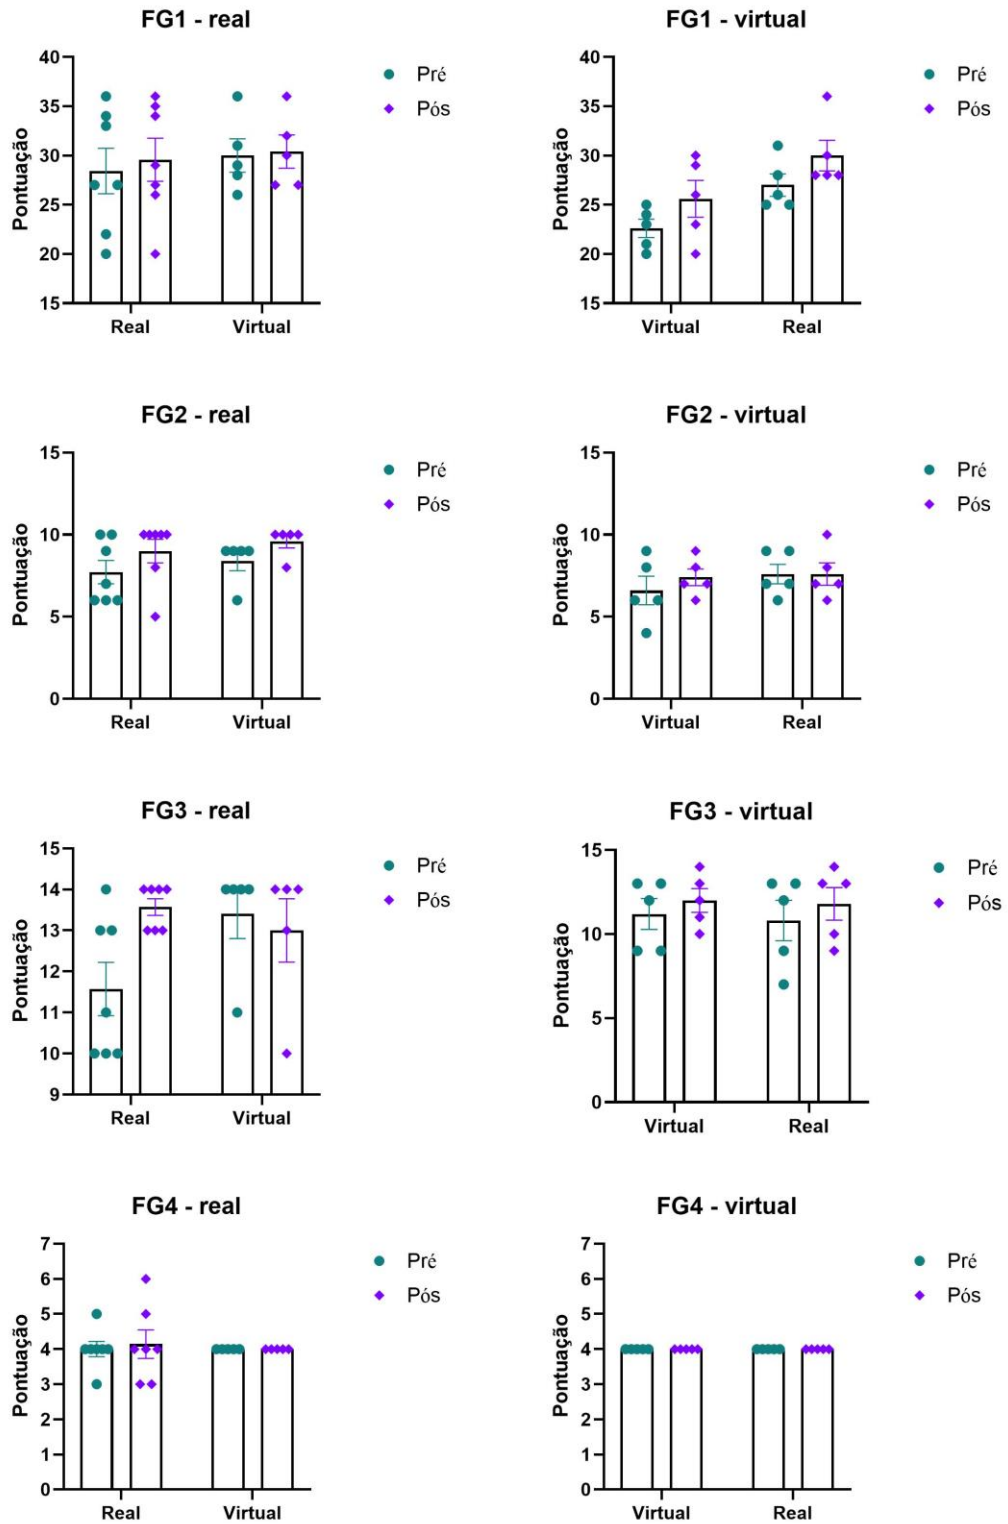 FG1 - real
40
35
30
25
20
15
Pontuação
Real
Virtual
Pré
Pós
FG1 - virtual
40
35
30
25
20
15
Pontuação
Virtual
Real
Pré
Pós
FG2 - real
15
10
5
0
Pontuação
Real
Virtual
Pré
Pós
FG2 - virtual
15
10
5
0
Pontuação
Virtual
Real
Pré
Pós
FG3 - real
15
14
13
12
11
10
9
Pontuação
Real
Virtual
Pré
Pós
FG3 - virtual
15
10
5
0
Pontuação
Virtual
Real
Pré
Pós
FG4 - real
7
6
5
4
3
2
1
0
Pontuação
Real
Virtual
Pré
Pós
FG4 - virtual
7
6
5
4
3
2
1
0
Pontuação
Virtual
Real
Pré
Pós